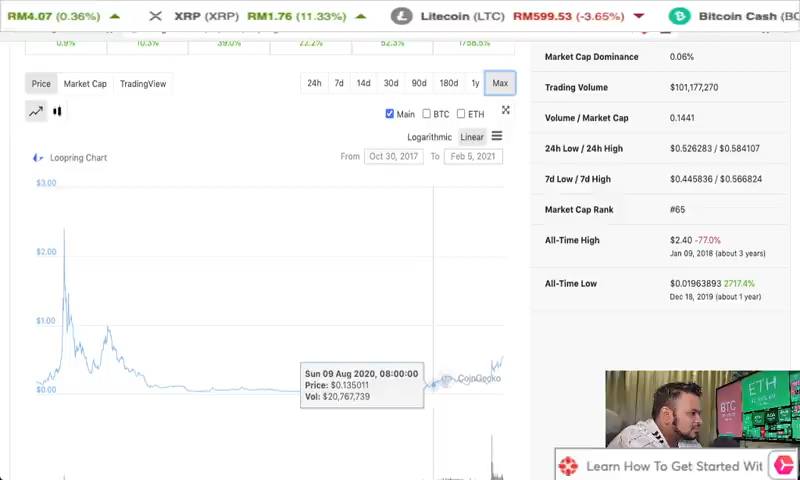 RM4.07 (0.36%) XRP (XRP) RM1.76 (11.33%) Litecoin (LTC) RM599.53 (-3.65%) Bitcoin Cash (BC
0.9% 10.3% 39.0% 22.2% 52.3% 1758.5%
Price Market Cap TradingView 24h 7d 14d 30d 90d 180d 1y Max
Main BTC ETH
Logarithmic Linear
Loopring Chart From Oct 30, 2017 To Feb 5, 2021
$3.00
$2.00
$1.00
$0.00
Sun 09 Aug 2020, 08:00:00
Price: $0.135011
Vol: $20,767,739
CoinGecko
Market Cap Dominance 0.06%
Trading Volume $101,177,270
Volume / Market Cap 0.1441
24h Low / 24h High $0.526283 / $0.584107
7d Low / 7d High $0.445836 / $0.566824
Market Cap Rank #65
All-Time High $2.40 -77.0%
Jan 09, 2018 (about 3 years)
All-Time Low $0.01963893 2717.4%
Dec 18, 2019 (about 1 year)
BTC
ETH
Learn How To Get Started Wit